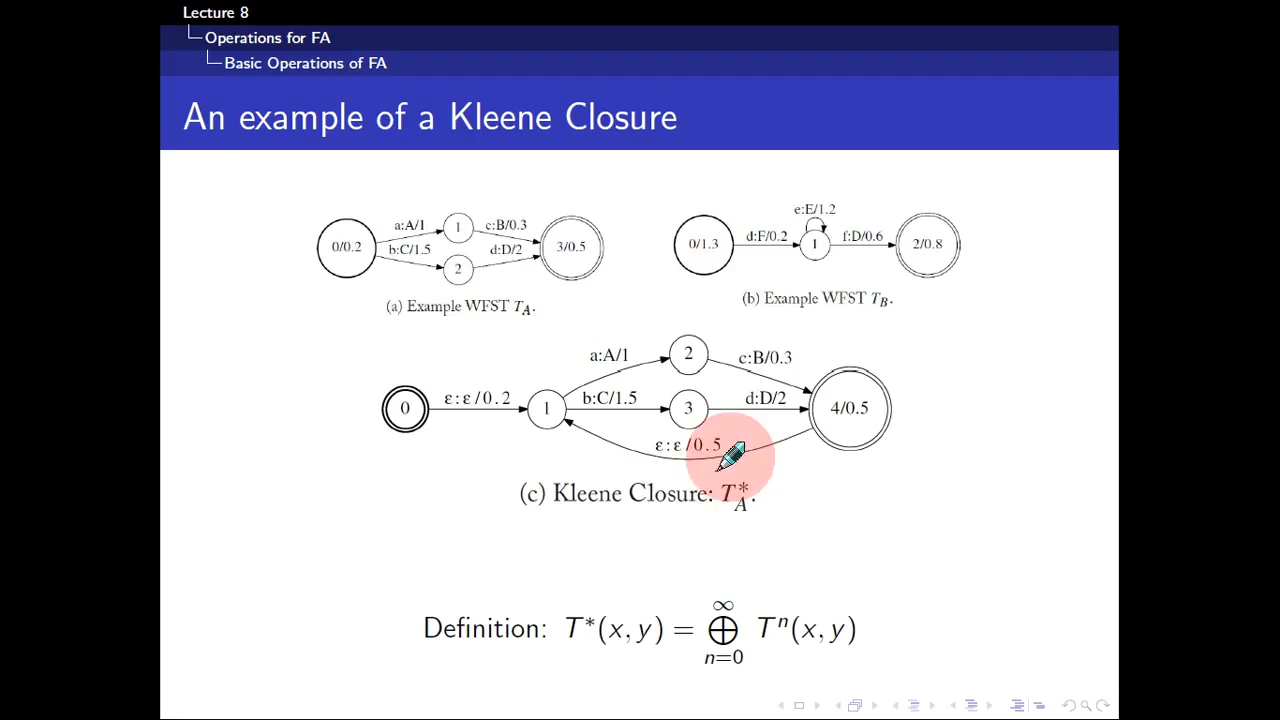 Lecture 8
Operations for FA
Basic Operations of FA
An example of a Kleene Closure
0/0.2
a:A/1
1
c:B/0.3
b:C/1.5
2
d:D/2
3/0.5
(a) Example WFST T_A.
0/1.3
d:F/0.2
e:E/1.2
1
f:D/0.6
2/0.8
(b) Example WFST T_B.
0
ε:ε/0.2
1
a:A/1
2
c:B/0.3
b:C/1.5
3
d:D/2
4/0.5
ε:ε/0.5
(c) Kleene Closure: T_A^*.
Definition: T*(x, y) = ⊕_{n=0}^{∞} T^n(x, y)